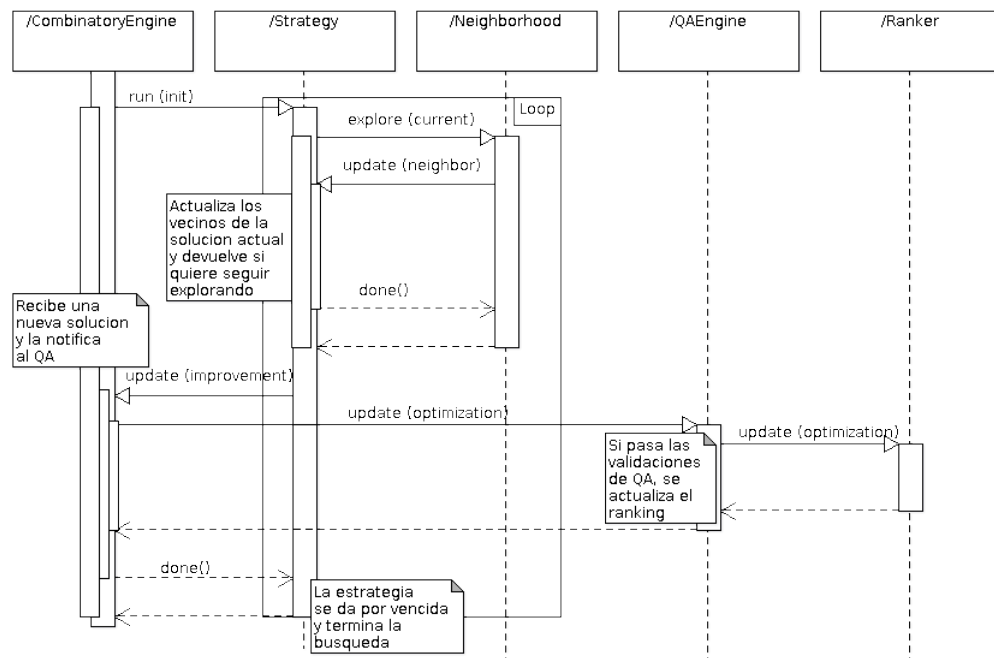 /CombinatoryEngine
/Strategy
/Neighborhood
/QAEngine
/Ranker
run (init)
Loop
explore (current)
update (neighbor)
Actualiza los
vecinos de la
solucion actual
y devuelve si
quiere seguir
explorando
done()
Recibe una
nueva solucion
y la notifica
al QA
update (improvement)
update (optimization)
update (optimization)
Si pasa las
validaciones
de QA, se
actualiza el
ranking
done()
La estrategia
se da por vencida
y termina la
busqueda